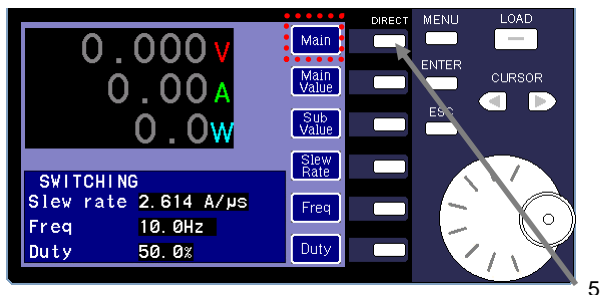 0.000V
0.00A
0.0W
SWITCHING
Slew rate 2.614 A/µs
Freq 10.0Hz
Duty 50.0%
Main
Main
Value
Sub
Value
Slew
Rate
Freq
Duty
DIRECT
MENU
LOAD
ENTER
CURSOR
ESC
5